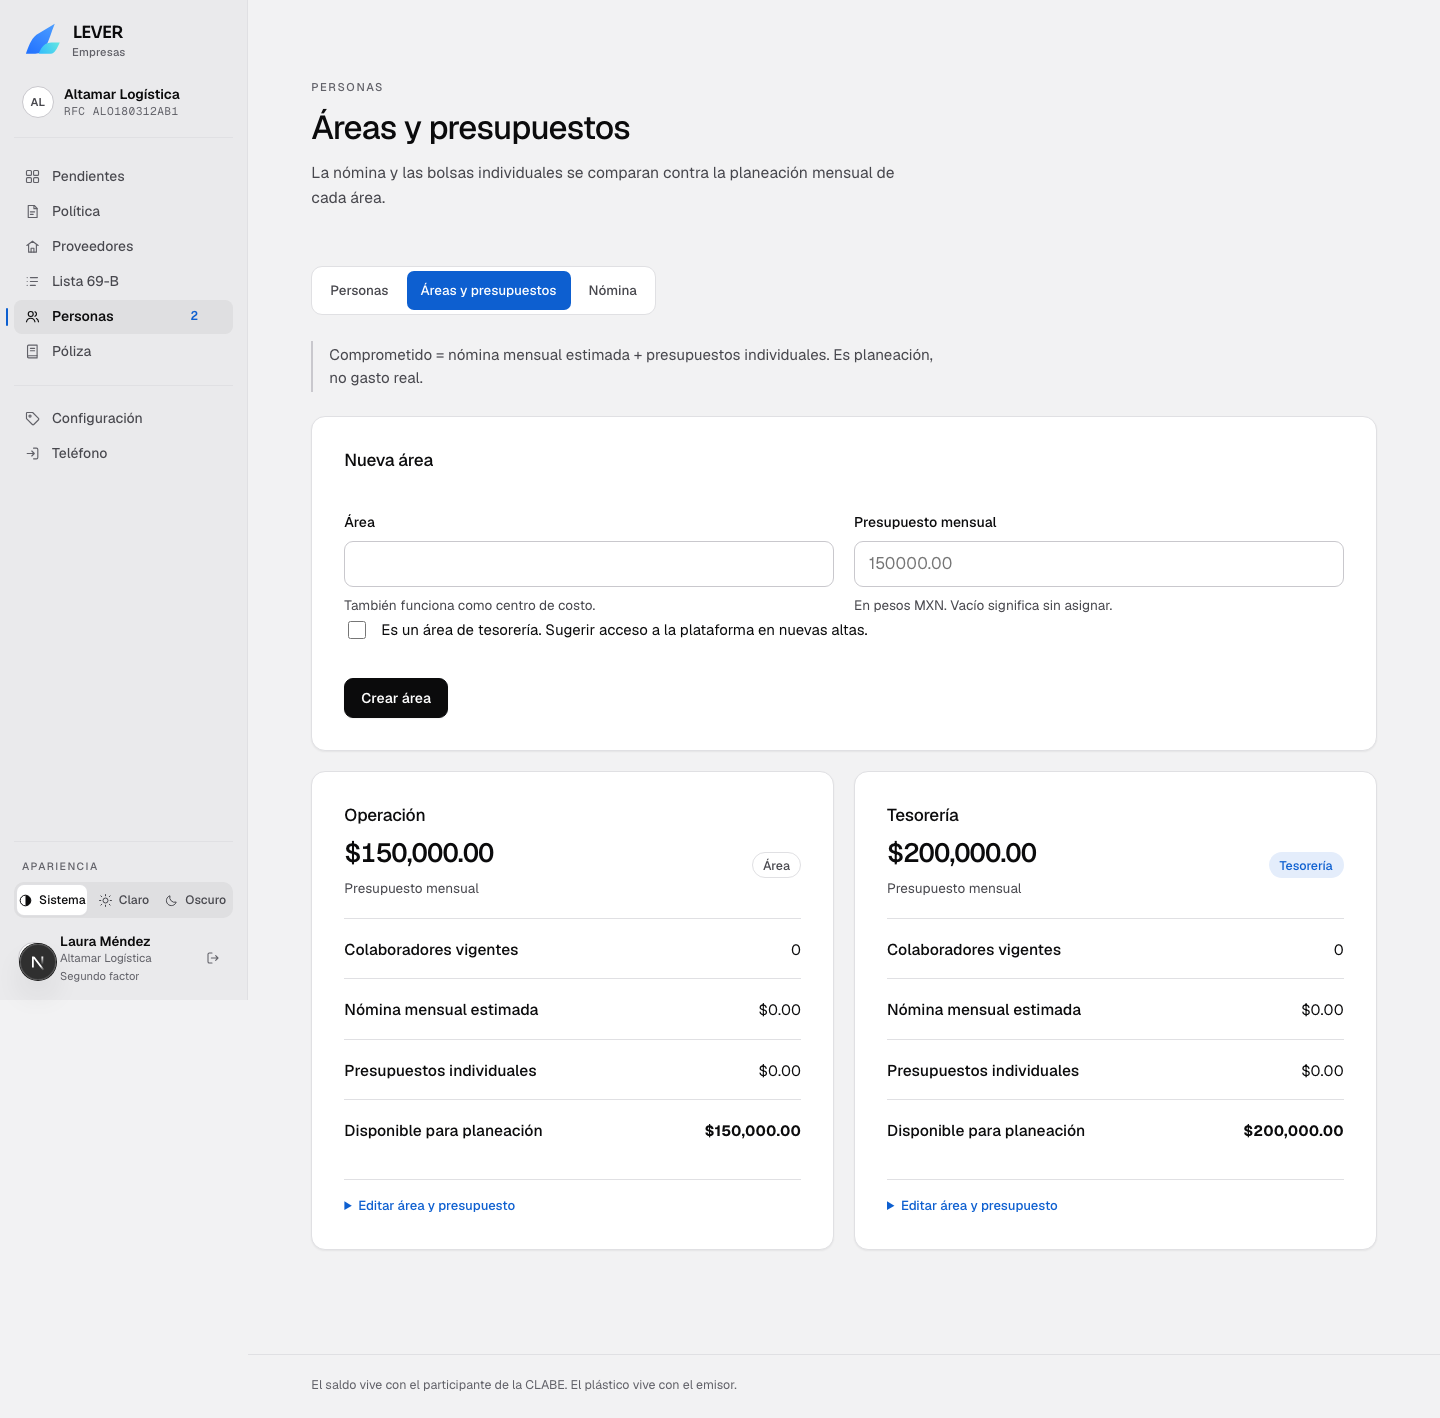 LEVER
Empresas
AL
Altamar Logística
RFC ALO180312AB1
Pendientes
Política
Proveedores
Lista 69-B
Personas 2
Póliza
Configuración
Teléfono
APARIENCIA
Sistema Claro Oscuro
N
Laura Méndez
Altamar Logística
Segundo factor
PERSONAS
Áreas y presupuestos
La nómina y las bolsas individuales se comparan contra la planeación mensual de
cada área.
Personas Áreas y presupuestos Nómina
Comprometido = nómina mensual estimada + presupuestos individuales. Es planeación,
no gasto real.
Nueva área
Área
También funciona como centro de costo.
Presupuesto mensual
150000.00
En pesos MXN. Vacío significa sin asignar.
Es un área de tesorería. Sugerir acceso a la plataforma en nuevas altas.
Crear área
Operación
$150,000.00
Presupuesto mensual
Área
Colaboradores vigentes 0
Nómina mensual estimada $0.00
Presupuestos individuales $0.00
Disponible para planeación $150,000.00
Editar área y presupuesto
Tesorería
$200,000.00
Presupuesto mensual
Tesorería
Colaboradores vigentes 0
Nómina mensual estimada $0.00
Presupuestos individuales $0.00
Disponible para planeación $200,000.00
Editar área y presupuesto
El saldo vive con el participante de la CLABE. El plástico vive con el emisor.